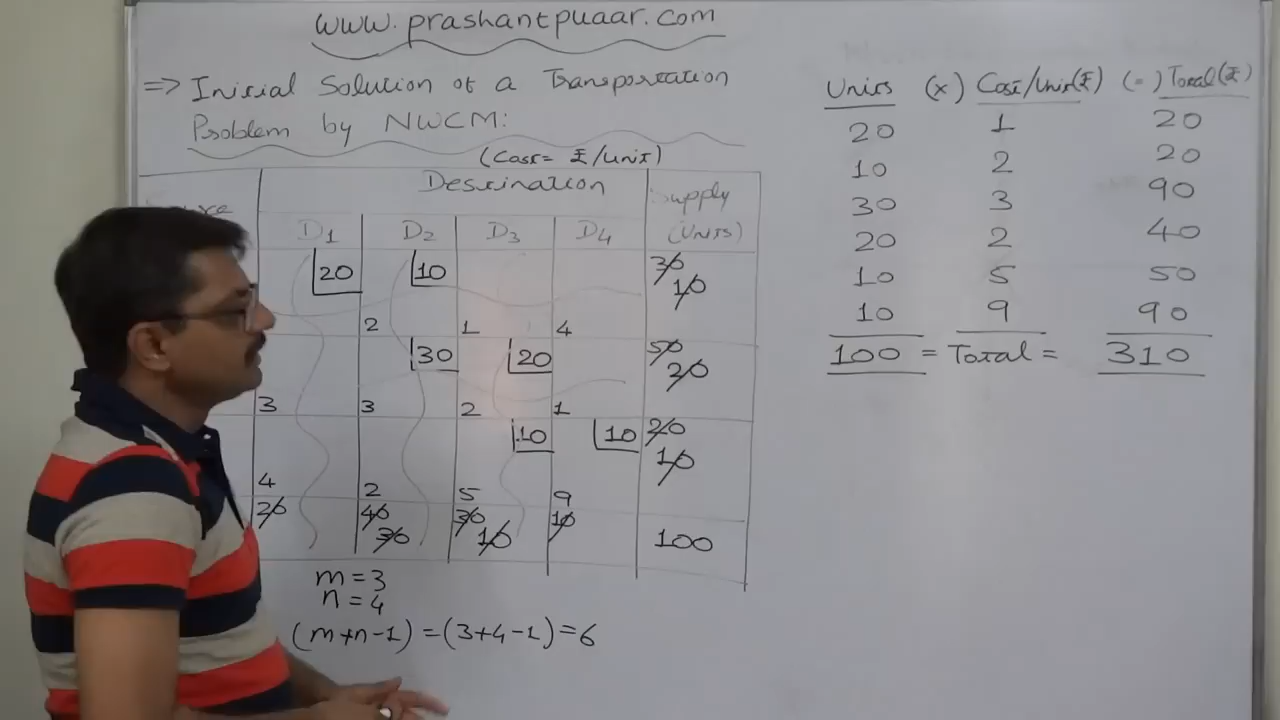 www.prashantpuaar.com
=> Initial Solution of a Transportation
Problem by NWCM:
(Cost= ₹/unit)
Destination Supply (Units)
D1 D2 D3 D4
20 10 30 10
2 1 4
30 20 50 20
3 3 2 1
10 10 20 10
4 2 5 9
20 40 30 30 10 10 100
m=3
n=4
(m+n-1)=(3+4-1)=6
Units (x) Cost/Unit(₹) (=) Total(₹)
20 1 20
10 2 20
30 3 90
20 2 40
10 5 50
10 9 90
100 = Total = 310